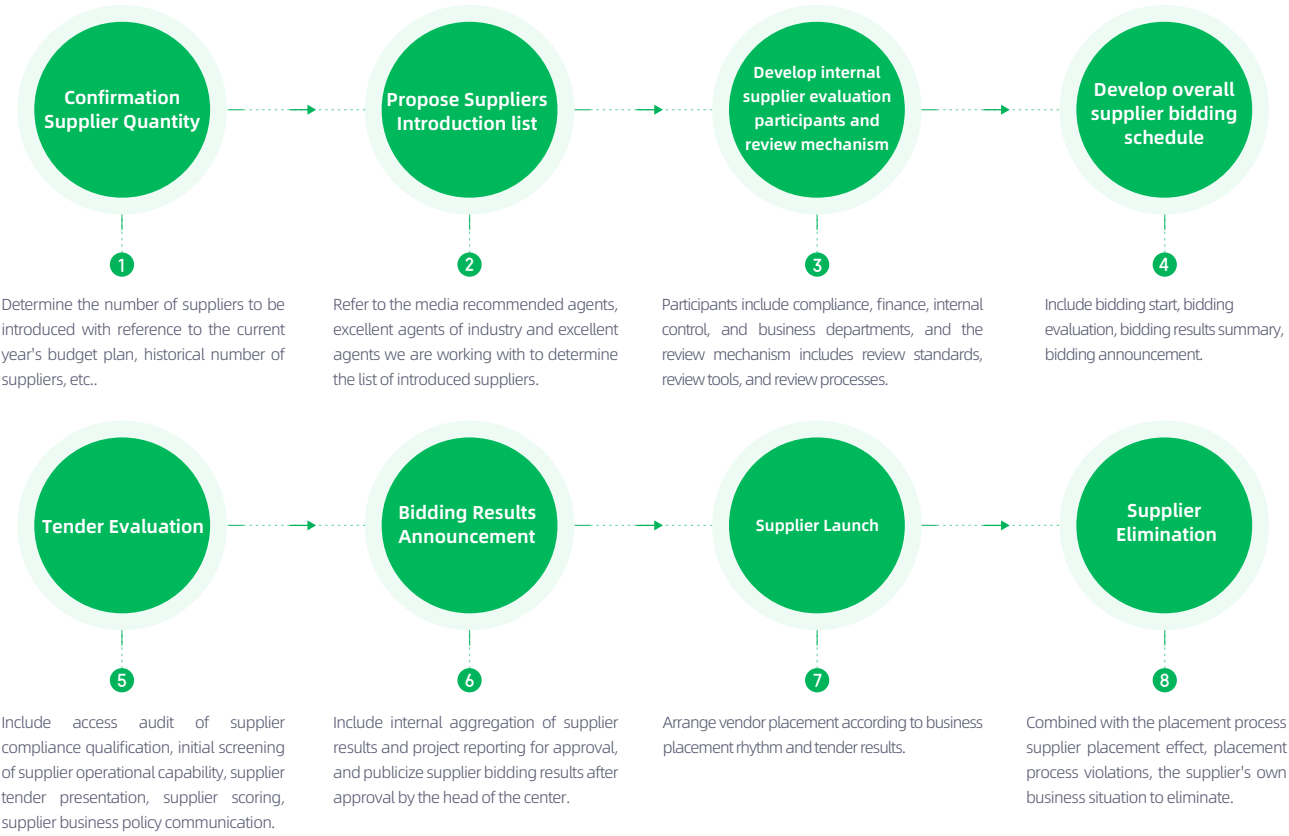 Confirmation
Supplier Quantity
Propose Suppliers
Introduction list
Develop internal
supplier evaluation
participants and
review mechanism
Develop overall
supplier bidding
schedule
1
2
3
4
Determine the number of suppliers to be
introduced with reference to the current
year's budget plan, historical number of
suppliers, etc..
Refer to the media recommended agents,
excellent agents of industry and excellent
agents we are working with to determine
the list of introduced suppliers.
Participants include compliance, finance, internal
control, and business departments, and the
review mechanism includes review standards,
review tools, and review processes.
Include bidding start, bidding
evaluation, bidding results summary,
bidding announcement.
Tender Evaluation
Bidding Results
Announcement
Supplier Launch
Supplier
Elimination
5
6
7
8
Include access audit of supplier
compliance qualification, initial screening
of supplier operational capability, supplier
tender presentation, supplier scoring,
supplier business policy communication.
Include internal aggregation of supplier
results and project reporting for approval,
and publicize supplier bidding results after
approval by the head of the center.
Arrange vendor placement according to business
placement rhythm and tender results.
Combined with the placement process
supplier placement effect, placement
process violations, the supplier's own
business situation to eliminate.